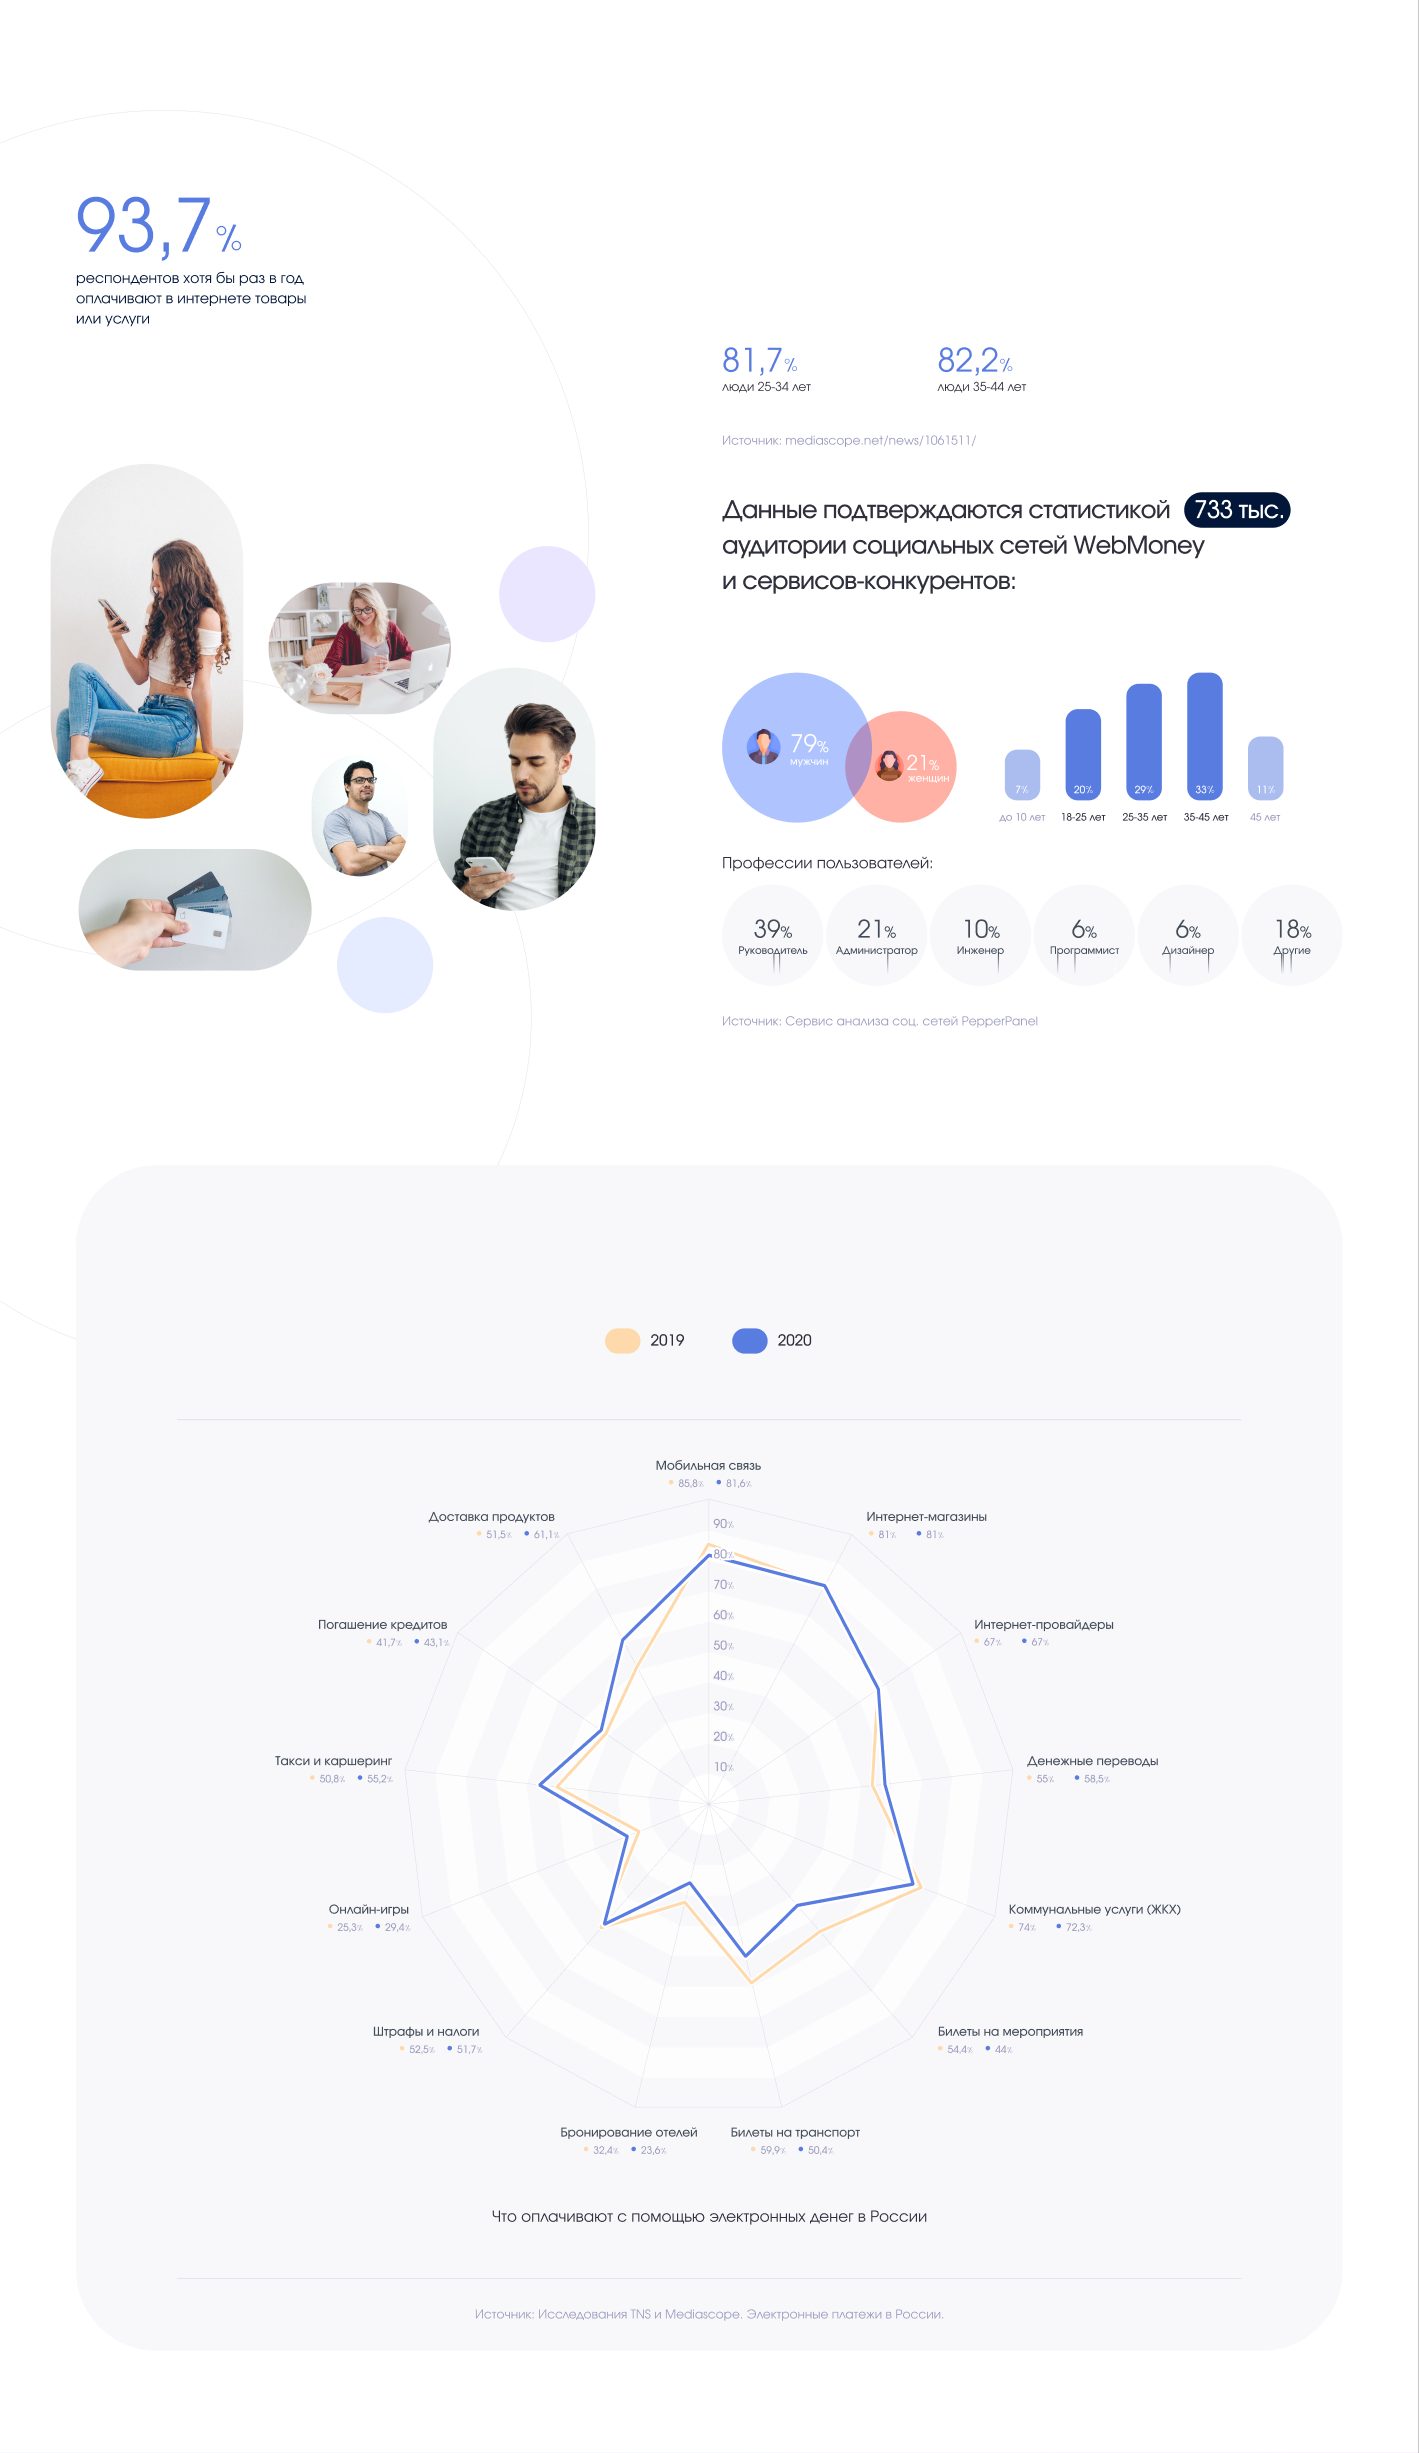 93,7%
респондентов хотя бы раз в год
оплачивают в интернете товары
или услуги
81,7%
люди 25-34 лет
82,2%
люди 35-44 лет
Источник: mediascope.net/news/1061511/
Данные подтверждаются статистикой 733 тыс.
аудитории социальных сетей WebMoney
и сервисов-конкурентов:
79%
мужчин
21%
женщин
7%
20%
29%
33%
11%
до 10 лет
18-25 лет
25-35 лет
35-45 лет
45 лет
Профессии пользователей:
39%
Руководитель
21%
Администратор
10%
Инженер
6%
Программист
6%
Дизайнер
18%
Другие
Источник: Сервис анализа соц. сетей PepperPanel
2019
2020
Мобильная связь
85,8% 81,6%
Доставка продуктов
51,5% 61,1%
Интернет-магазины
81% 81%
90%
80%
70%
60%
50%
40%
30%
20%
10%
Погашение кредитов
41,7% 43,1%
Интернет-провайдеры
67% 67%
Такси и каршеринг
50,8% 55,2%
Денежные переводы
55% 58,5%
Онлайн-игры
25,3% 29,4%
Коммунальные услуги (ЖКХ)
74% 72,3%
Штрафы и налоги
52,5% 51,7%
Билеты на мероприятия
54,4% 44%
Бронирование отелей
32,4% 23,6%
Билеты на транспорт
59,9% 50,4%
Что оплачивают с помощью электронных денег в России
Источник: Исследования TNS и Mediascope. Электронные платежи в России.